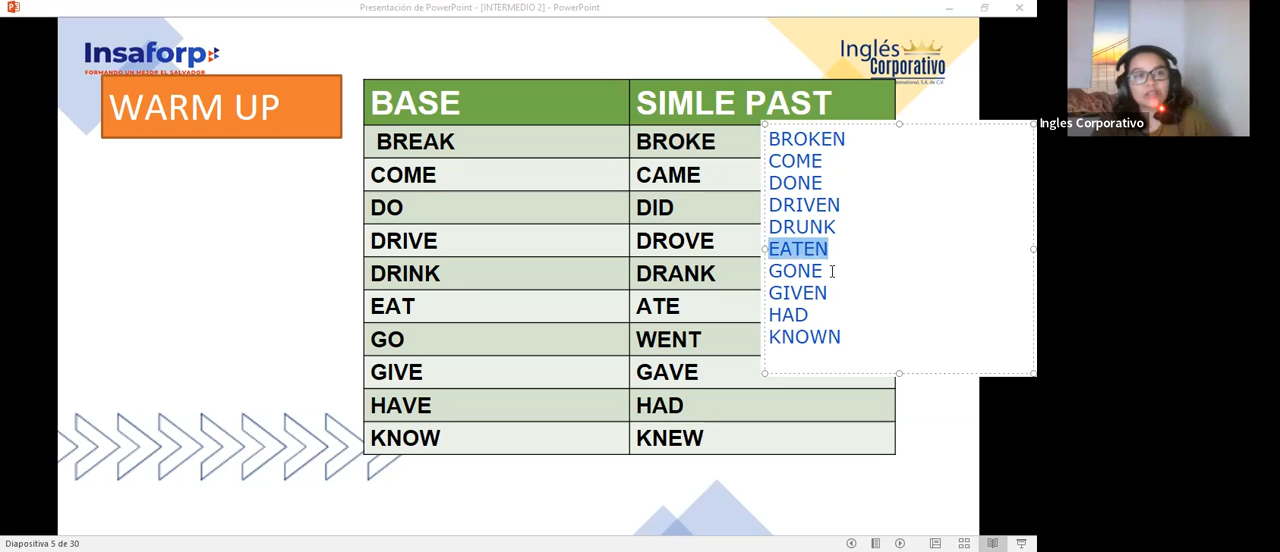 Presentación de PowerPoint - [INTERMEDIO 2] - PowerPoint
Insaforp
FORMANDO UN MEJOR EL SALVADOR
Inglés
Corporativo
WARM UP
BASE SIMLE PAST
BREAK BROKE
COME CAME
DO DID
DRIVE DROVE
DRINK DRANK
EAT ATE
GO WENT
GIVE GAVE
HAVE HAD
KNOW KNEW
BROKEN
COME
DONE
DRIVEN
DRUNK
EATEN
GONE
GIVEN
HAD
KNOWN
Ingles Corporativo
Diapositiva 5 de 30